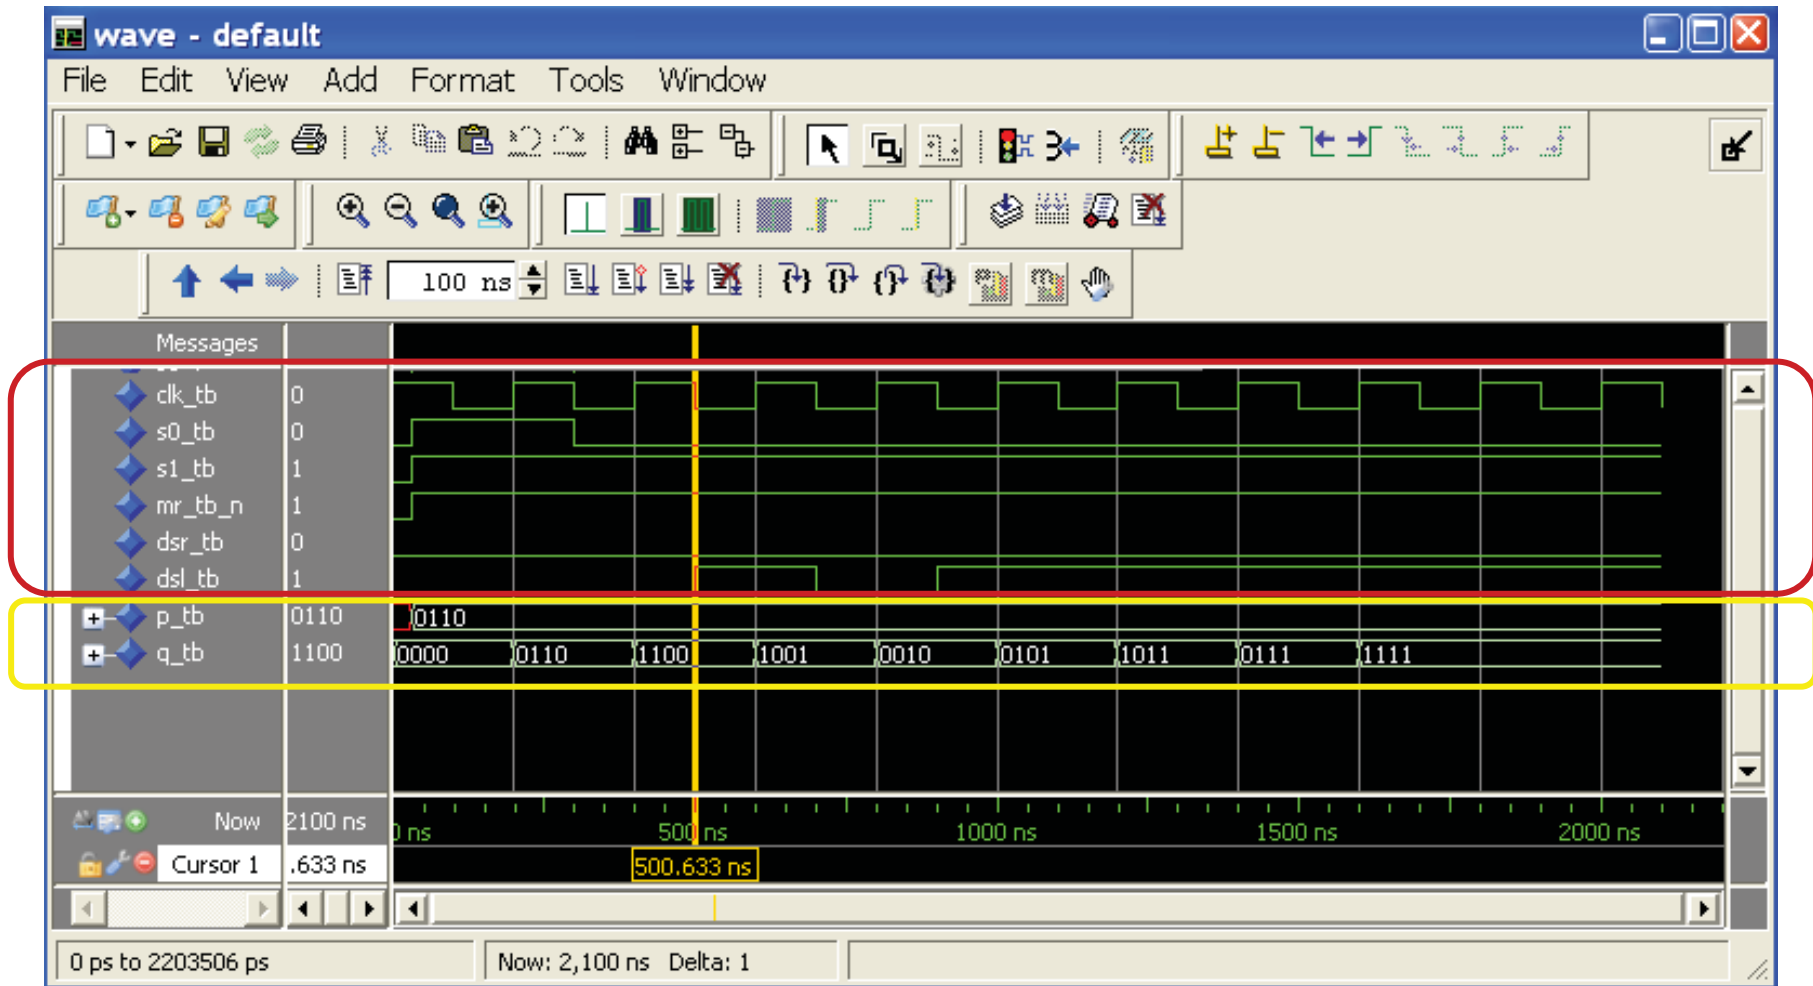 wave - default
File Edit View Add Format Tools Window
100 ns
Messages
clk_tb 0
s0_tb 0
s1_tb 1
mr_tb_n 1
dsr_tb 0
dsl_tb 1
p_tb 0110 0110
q_tb 1100 0000 0110 1100 1001 0010 0101 1011 0111 1111
Now 2100 ns 0 ns 500 ns 1000 ns 1500 ns 2000 ns
Cursor 1 .633 ns 500.633 ns
0 ps to 2203506 ps Now: 2,100 ns Delta: 1